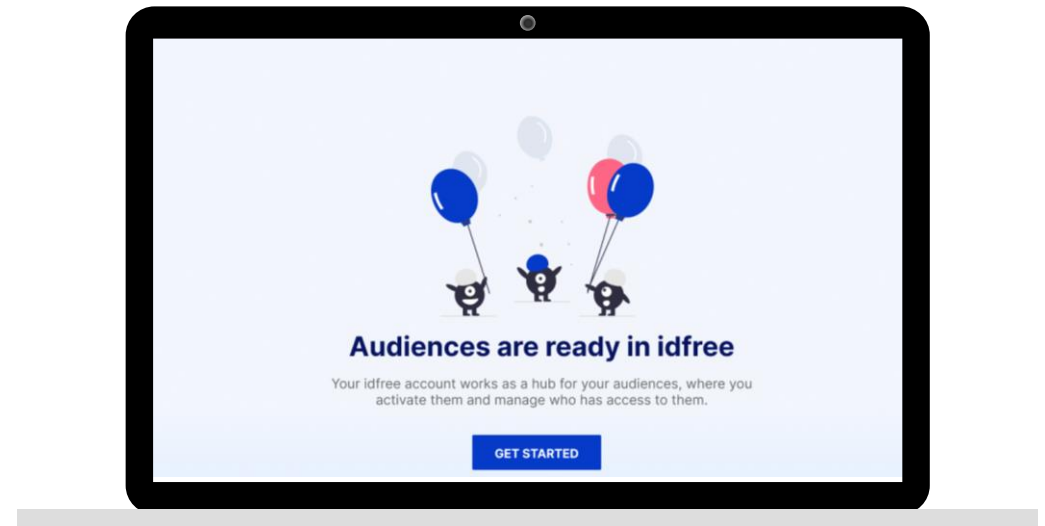 Audiences are ready in idfree
Your idfree account works as a hub for your audiences, where you
activate them and manage who has access to them.
GET STARTED